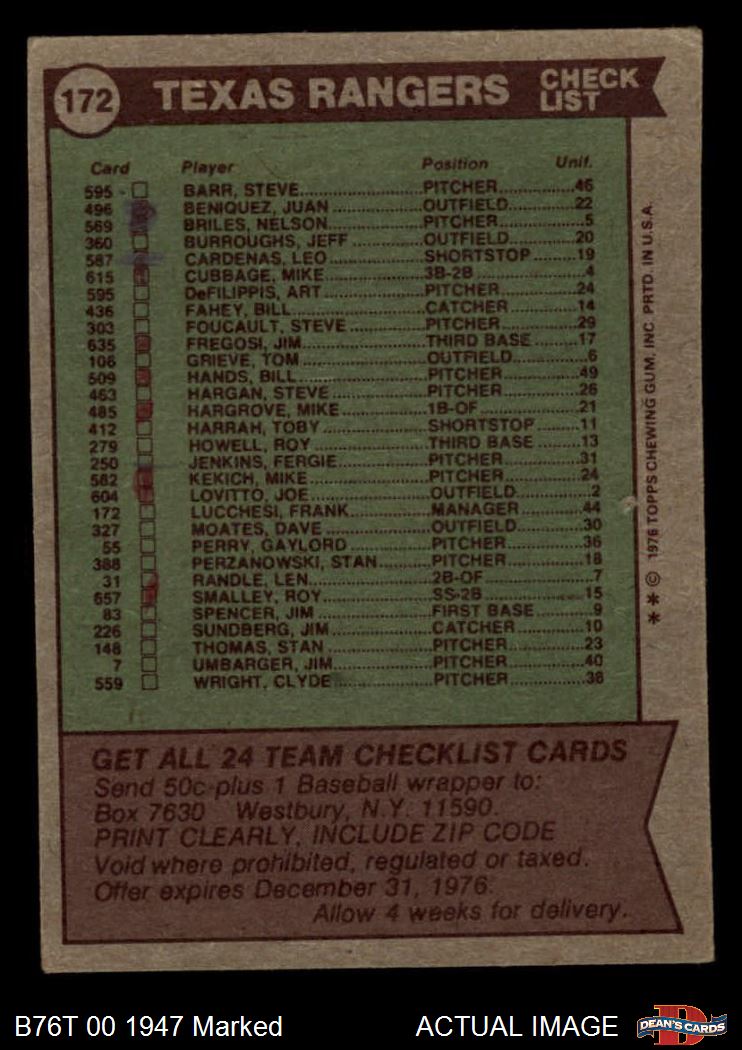 172 TEXAS RANGERS CHECK LIST
Card Player Position Unif.
595 BARR, STEVE PITCHER 46
496 BENIQUEZ, JUAN OUTFIELD 22
569 BRILES, NELSON PITCHER 5
360 BURROUGHS, JEFF OUTFIELD 20
587 CARDENAS, LEO SHORTSTOP 19
615 CUBBAGE, MIKE 3B-2B 4
595 DeFILIPPIS, ART PITCHER 24
436 FAHEY, BILL CATCHER 14
303 FOUCAULT, STEVE PITCHER 29
635 FREGOSI, JIM THIRD BASE 17
106 GRIEVE, TOM OUTFIELD 6
509 HANDS, BILL PITCHER 49
463 HARGAN, STEVE PITCHER 26
485 HARGROVE, MIKE 1B-OF 21
412 HARRAH, TOBY SHORTSTOP 11
279 HOWELL, ROY THIRD BASE 13
250 JENKINS, FERGIE PITCHER 31
582 KEKICH, MIKE PITCHER 24
604 LOVITTO, JOE OUTFIELD 2
172 LUCCHESI, FRANK MANAGER 44
327 MOATES, DAVE OUTFIELD 30
55 PERRY, GAYLORD PITCHER 36
388 PERZANOWSKI, STAN PITCHER 18
31 RANDLE, LEN 2B-OF 7
657 SMALLEY, ROY SS-2B 15
83 SPENCER, JIM FIRST BASE 9
226 SUNDBERG, JIM CATCHER 10
148 THOMAS, STAN PITCHER 23
7 UMBARGER, JIM PITCHER 40
559 WRIGHT, CLYDE PITCHER 38
* * © 1976 TOPPS CHEWING GUM, INC. PRTD. IN U.S.A.
GET ALL 24 TEAM CHECKLIST CARDS
Send 50c plus 1 Baseball wrapper to:
Box 7630 Westbury, N.Y. 11590.
PRINT CLEARLY, INCLUDE ZIP CODE
Void where prohibited, regulated or taxed.
Offer expires December 31, 1976.
Allow 4 weeks for delivery.
B76T 00 1947 Marked ACTUAL IMAGE D DEAN'S CARDS